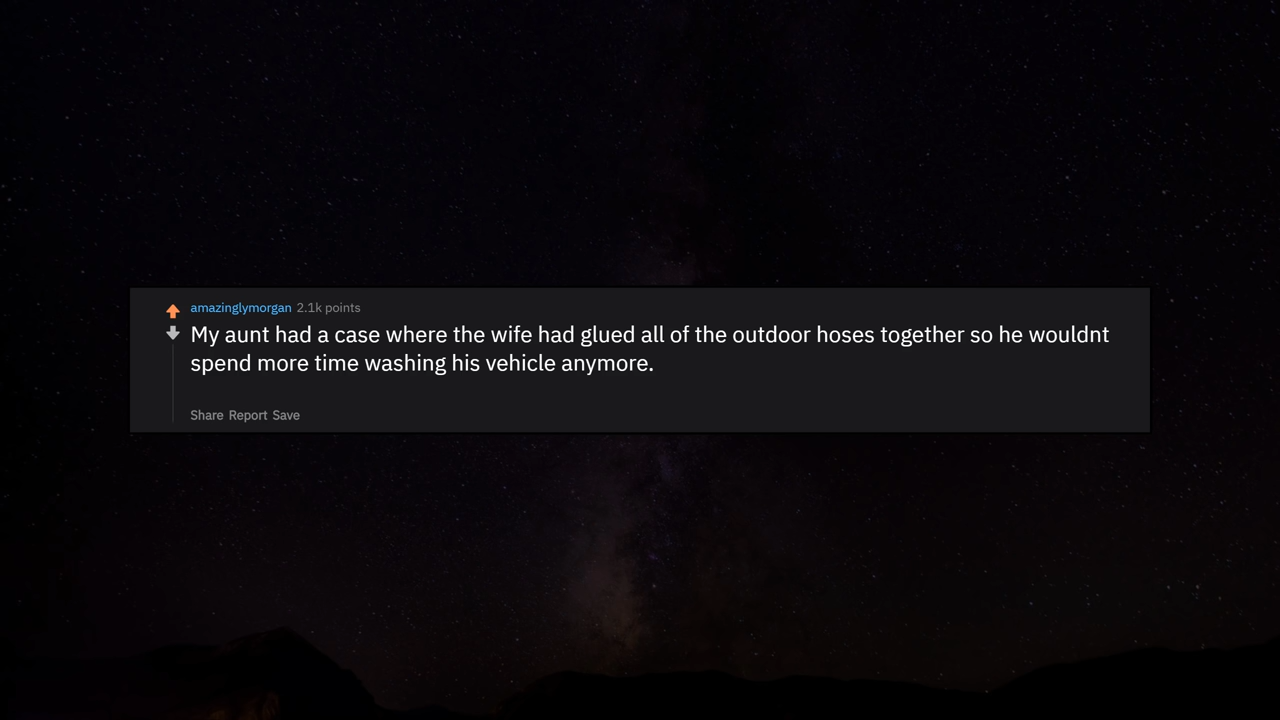 amazinglymorgan 2.1k points
My aunt had a case where the wife had glued all of the outdoor hoses together so he wouldnt
spend more time washing his vehicle anymore.
Share Report Save